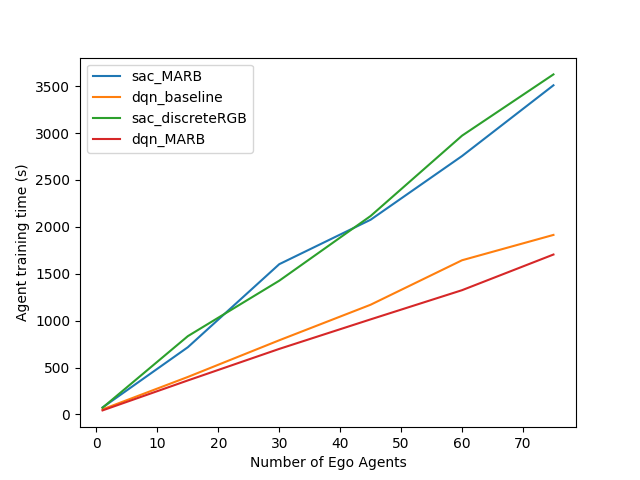 sac_MARB
dqn_baseline
sac_discreteRGB
dqn_MARB
3500
3000
2500
2000
1500
1000
500
0
Agent training time (s)
0 10 20 30 40 50 60 70
Number of Ego Agents